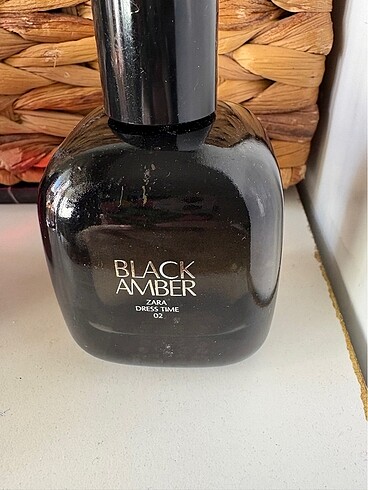 BLACK
AMBER
ZARA
DRESS TIME
02